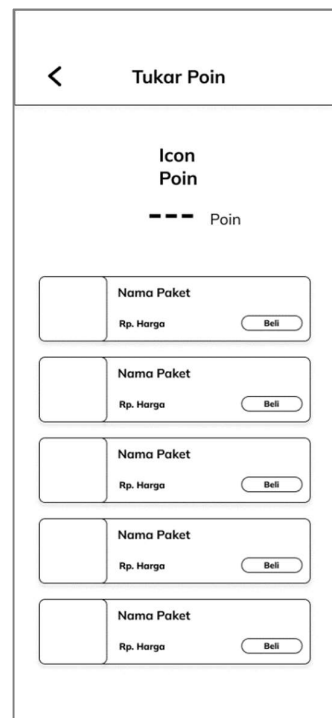 Tukar Poin
Icon
Poin
--- Poin
Nama Paket
Rp. Harga Beli
Nama Paket
Rp. Harga Beli
Nama Paket
Rp. Harga Beli
Nama Paket
Rp. Harga Beli
Nama Paket
Rp. Harga Beli